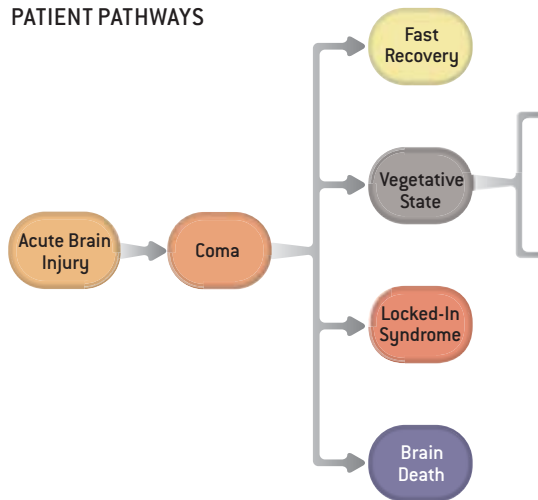 PATIENT PATHWAYS
Fast
Recovery
Vegetative
State
Acute Brain
Injury
Coma
Locked-In
Syndrome
Brain
Death